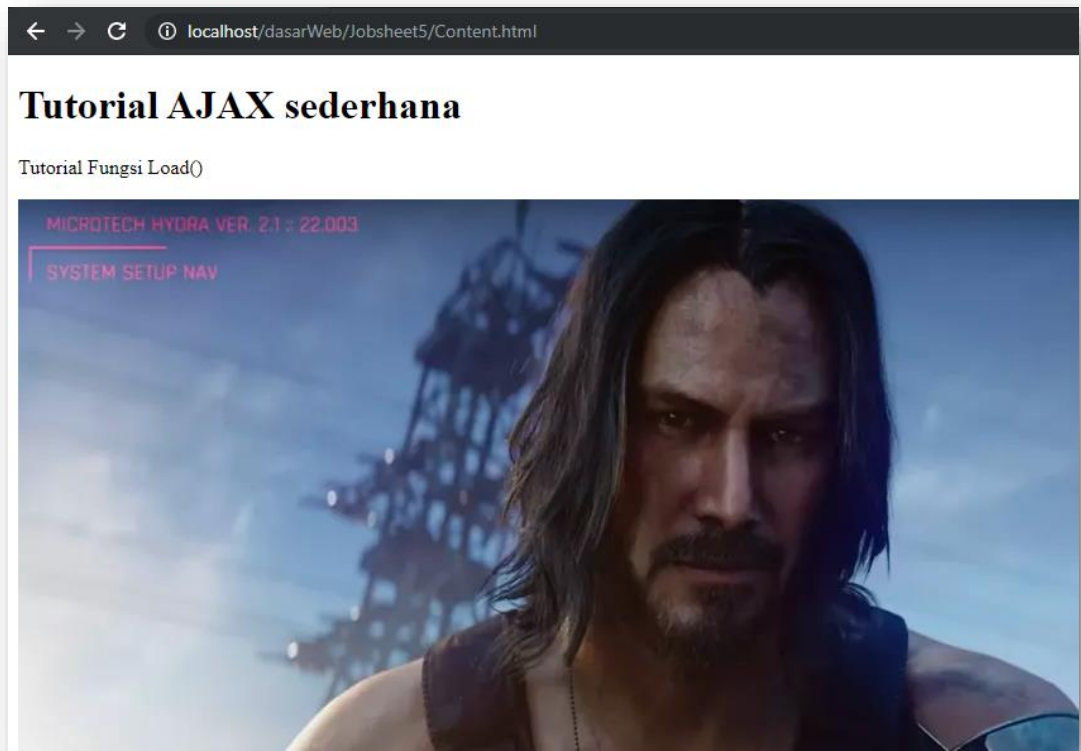 localhost/dasarWeb/Jobsheet5/Content.html
Tutorial AJAX sederhana
Tutorial Fungsi Load()
MICROTECH HYDRA VER. 2.1 :: 22.003
SYSTEM SETUP NAV